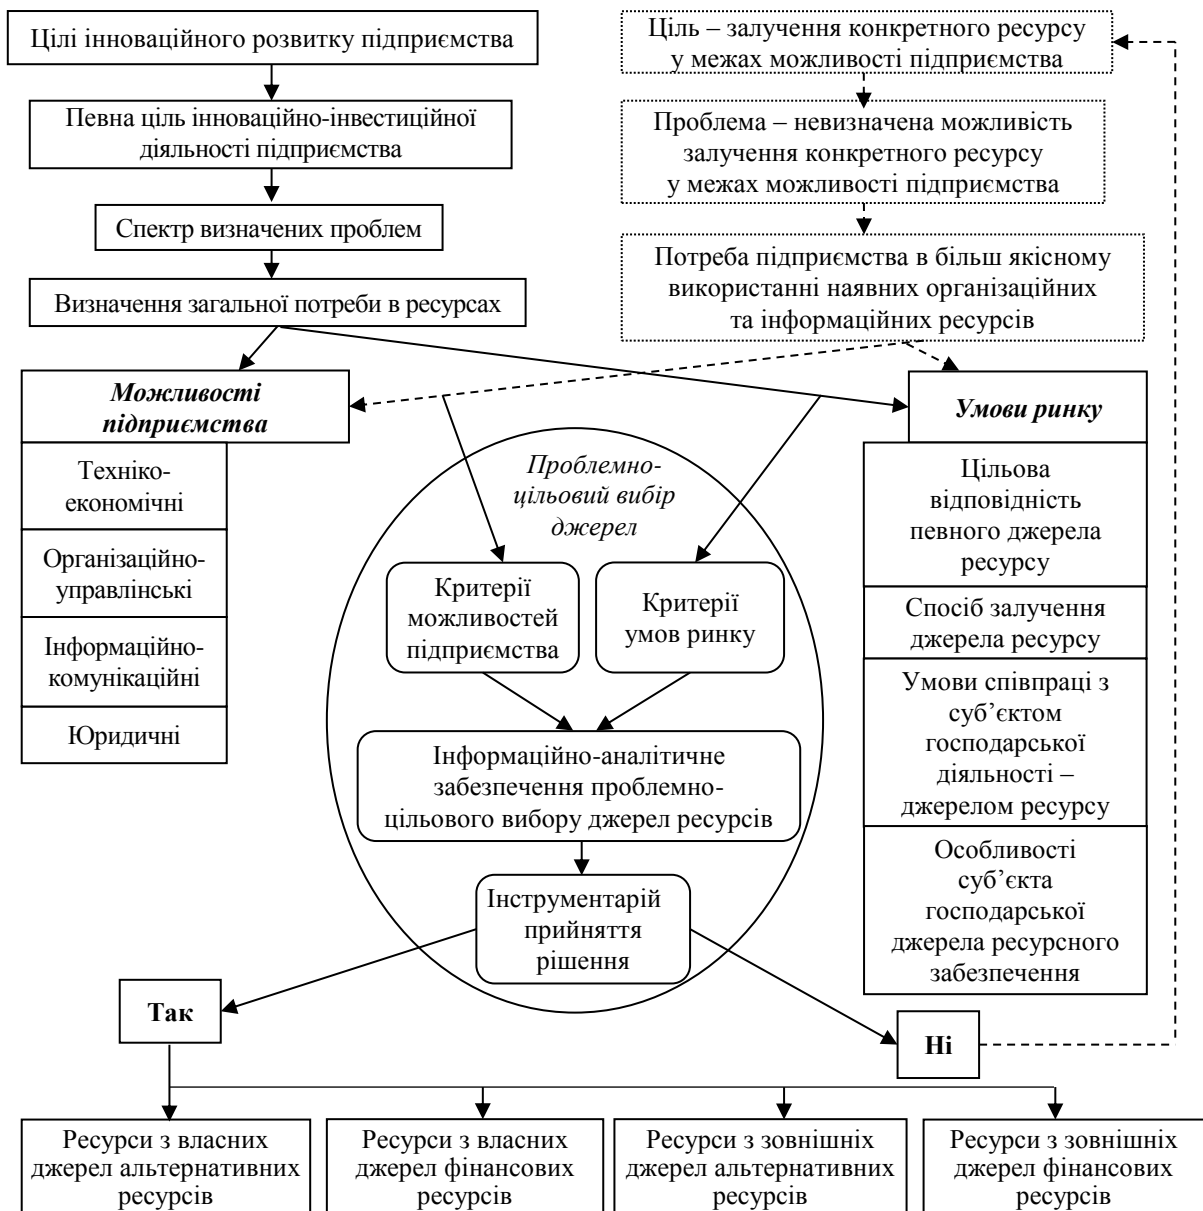 Цілі інноваційного розвитку підприємства
Певна ціль інноваційно-інвестиційної
діяльності підприємства
Спектр визначених проблем
Визначення загальної потреби в ресурсах
Ціль – залучення конкретного ресурсу
у межах можливості підприємства
Проблема – невизначена можливість
залучення конкретного ресурсу
у межах можливості підприємства
Потреба підприємства в більш якісному
використанні наявних організаційних
та інформаційних ресурсів
Можливості
підприємства
Техніко-
економічні
Організаційно-
управлінські
Інформаційно-
комунікаційні
Юридичні
Проблемно-
цільовий вибір
джерел
Критерії
можливостей
підприємства
Критерії
умов ринку
Інформаційно-аналітичне
забезпечення проблемно-
цільового вибору джерел ресурсів
Інструментарій
прийняття
рішення
Умови ринку
Цільова
відповідність
певного джерела
ресурсу
Спосіб залучення
джерела ресурсу
Умови співпраці з
суб’єктом
господарської
діяльності –
джерелом ресурсу
Особливості
суб’єкта
господарської
джерела ресурсного
забезпечення
Так
Ні
Ресурси з власних
джерел альтернативних
ресурсів
Ресурси з власних
джерел фінансових
ресурсів
Ресурси з зовнішніх
джерел альтернативних
ресурсів
Ресурси з зовнішніх
джерел фінансових
ресурсів